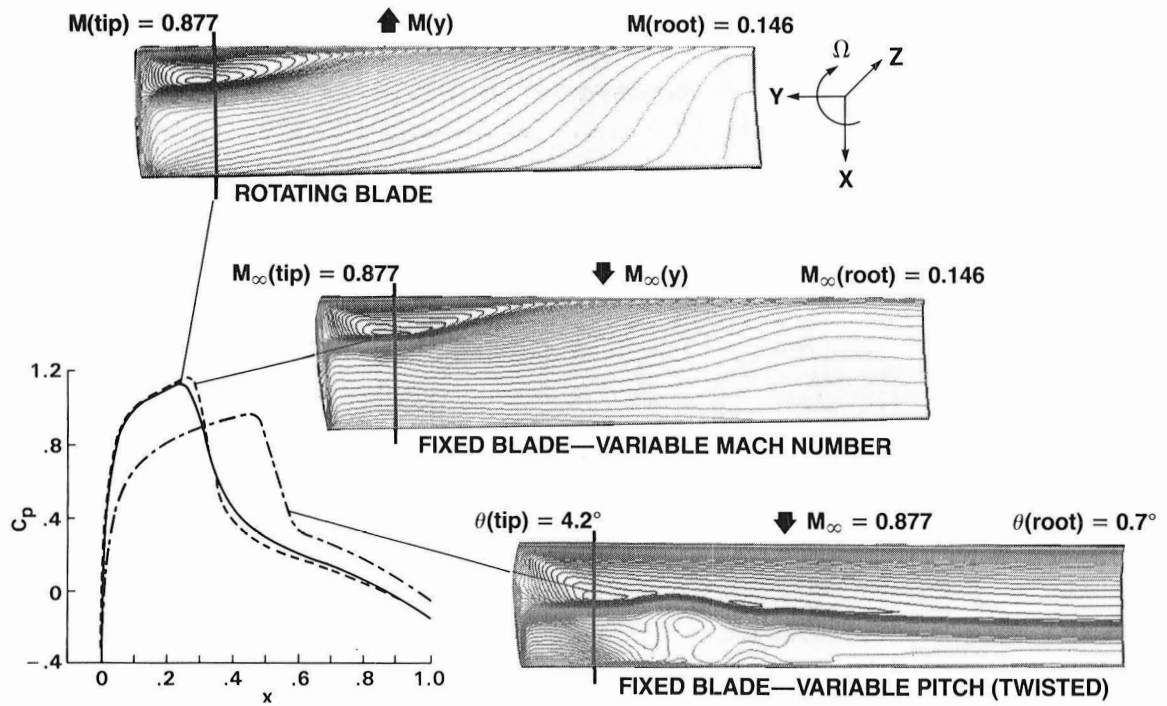 M(tip) = 0.877 M(y) M(root) = 0.146
Ω
Z
Y
X
ROTATING BLADE
M∞(tip) = 0.877 M∞(y) M∞(root) = 0.146
FIXED BLADE—VARIABLE MACH NUMBER
θ(tip) = 4.2° M∞ = 0.877 θ(root) = 0.7°
FIXED BLADE—VARIABLE PITCH (TWISTED)
1.2
.8
.4
0
-.4
Cp
0 .2 .4 .6 .8 1.0
x